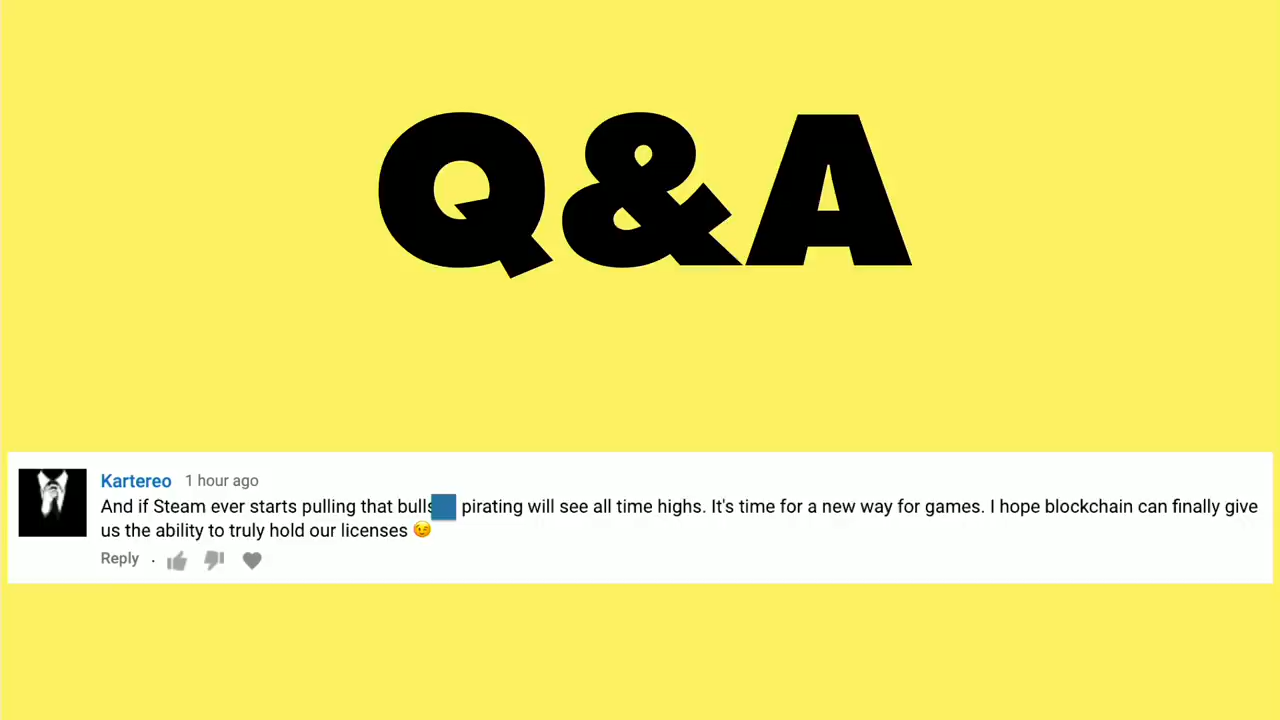 Q&A
Kartereo 1 hour ago
And if Steam ever starts pulling that bulls pirating will see all time highs. It's time for a new way for games. I hope blockchain can finally give
us the ability to truly hold our licenses 😉
Reply .